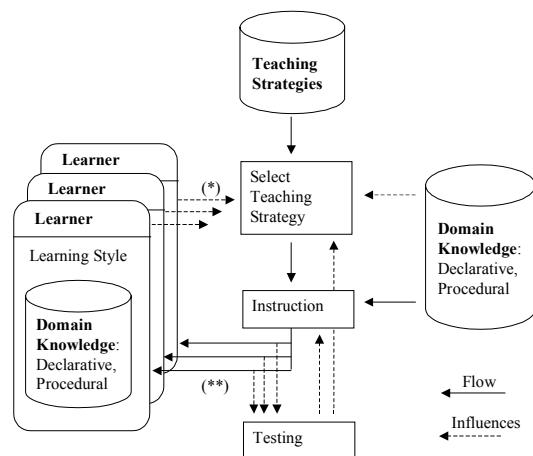 Teaching
Strategies
Learner
Learner
Learner
(*)
Select
Teaching
Strategy
Learning Style
Domain
Knowledge:
Declarative,
Procedural
Instruction
Domain
Knowledge:
Declarative,
Procedural
(**)
Flow
Influences
Testing